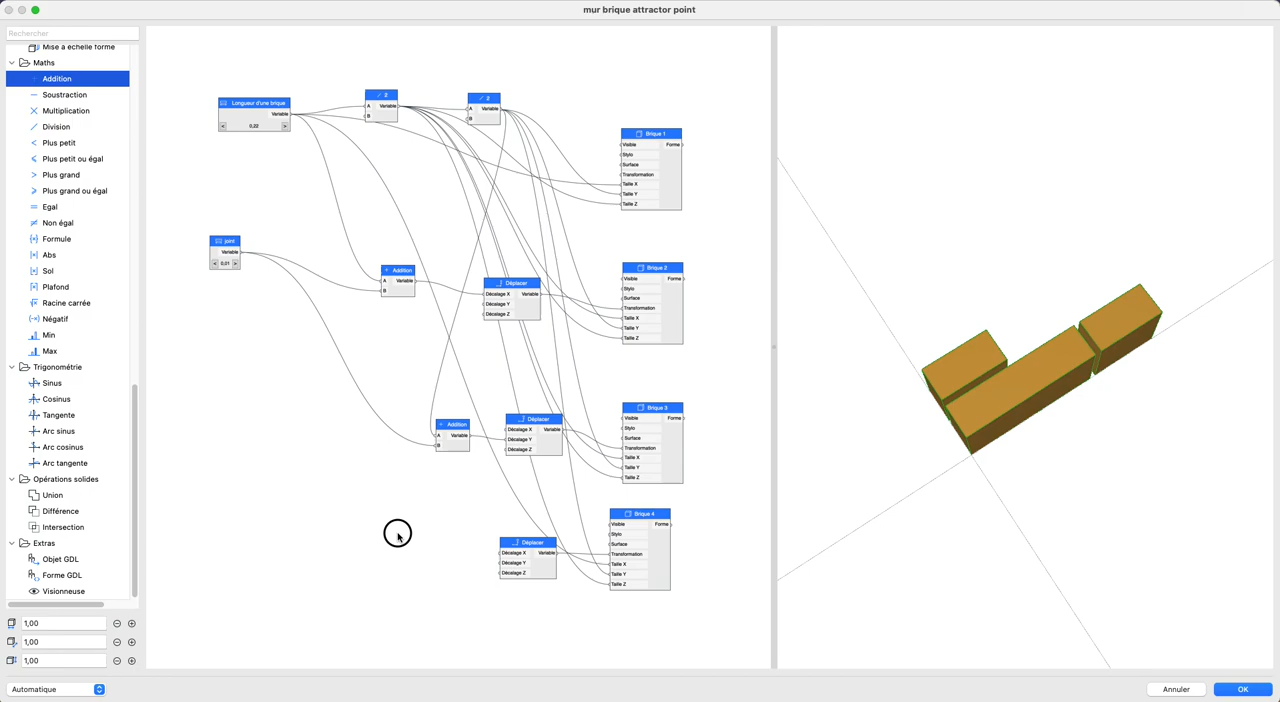 mur brique attractor point
Rechercher
Mise à échelle forme
Maths
Addition
Soustraction
Multiplication
Division
Plus petit
Plus petit ou égal
Plus grand
Plus grand ou égal
Egal
Non égal
Formule
Abs
Sol
Plafond
Racine carrée
Négatif
Min
Max
Trigonométrie
Sinus
Cosinus
Tangente
Arc sinus
Arc cosinus
Arc tangente
Opérations solides
Union
Différence
Intersection
Extras
Objet GDL
Forme GDL
Visionneuse
1,00
1,00
1,00
Automatique
Longueur d'une brique
Variable
< 0,22 >
/ 2
A Variable
B
/ 2
A Variable
B
Brique 1
Visible Forme
Stylo
Surface
Transformation
Taille X
Taille Y
Taille Z
joint
Variable
< 0,01 >
+ Addition
A Variable
B
Déplacer
Décalage X Variable
Décalage Y
Décalage Z
Brique 2
Visible Forme
Stylo
Surface
Transformation
Taille X
Taille Y
Taille Z
+ Addition
A Variable
B
Déplacer
Décalage X Variable
Décalage Y
Décalage Z
Brique 3
Visible Forme
Stylo
Surface
Transformation
Taille X
Taille Y
Taille Z
Déplacer
Décalage X Variable
Décalage Y
Décalage Z
Brique 4
Visible Forme
Stylo
Surface
Transformation
Taille X
Taille Y
Taille Z
Annuler
OK